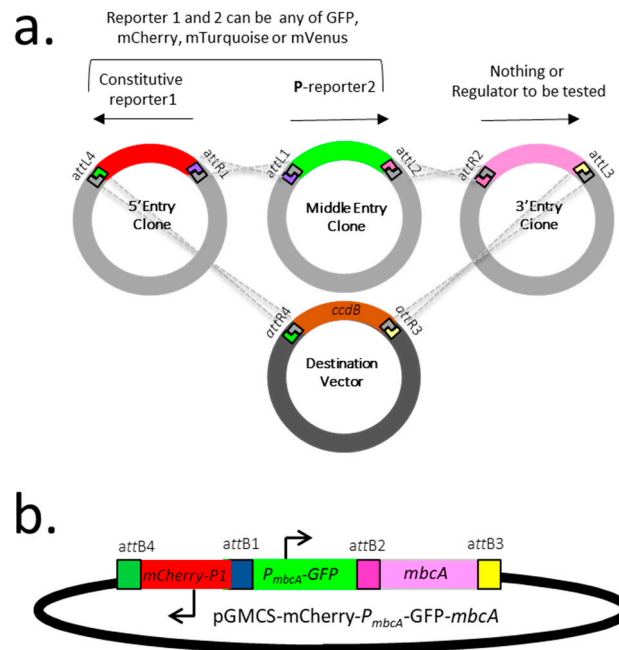 a.
Reporter 1 and 2 can be any of GFP,
mCherry, mTurquoise or mVenus
Constitutive
reporter1
P-reporter2
Nothing or
Regulator to be tested
attL4
attR1
attL1
attL2
attR2
attL3
5'Entry
Clone
Middle Entry
Clone
3'Entry
Clone
attR4
ccdB
attR3
Destination
Vector
b.
attB4
attB1
attB2
attB3
mCherry-P1
PmbcA-GFP
mbcA
pGMCS-mCherry-PmbcA-GFP-mbcA